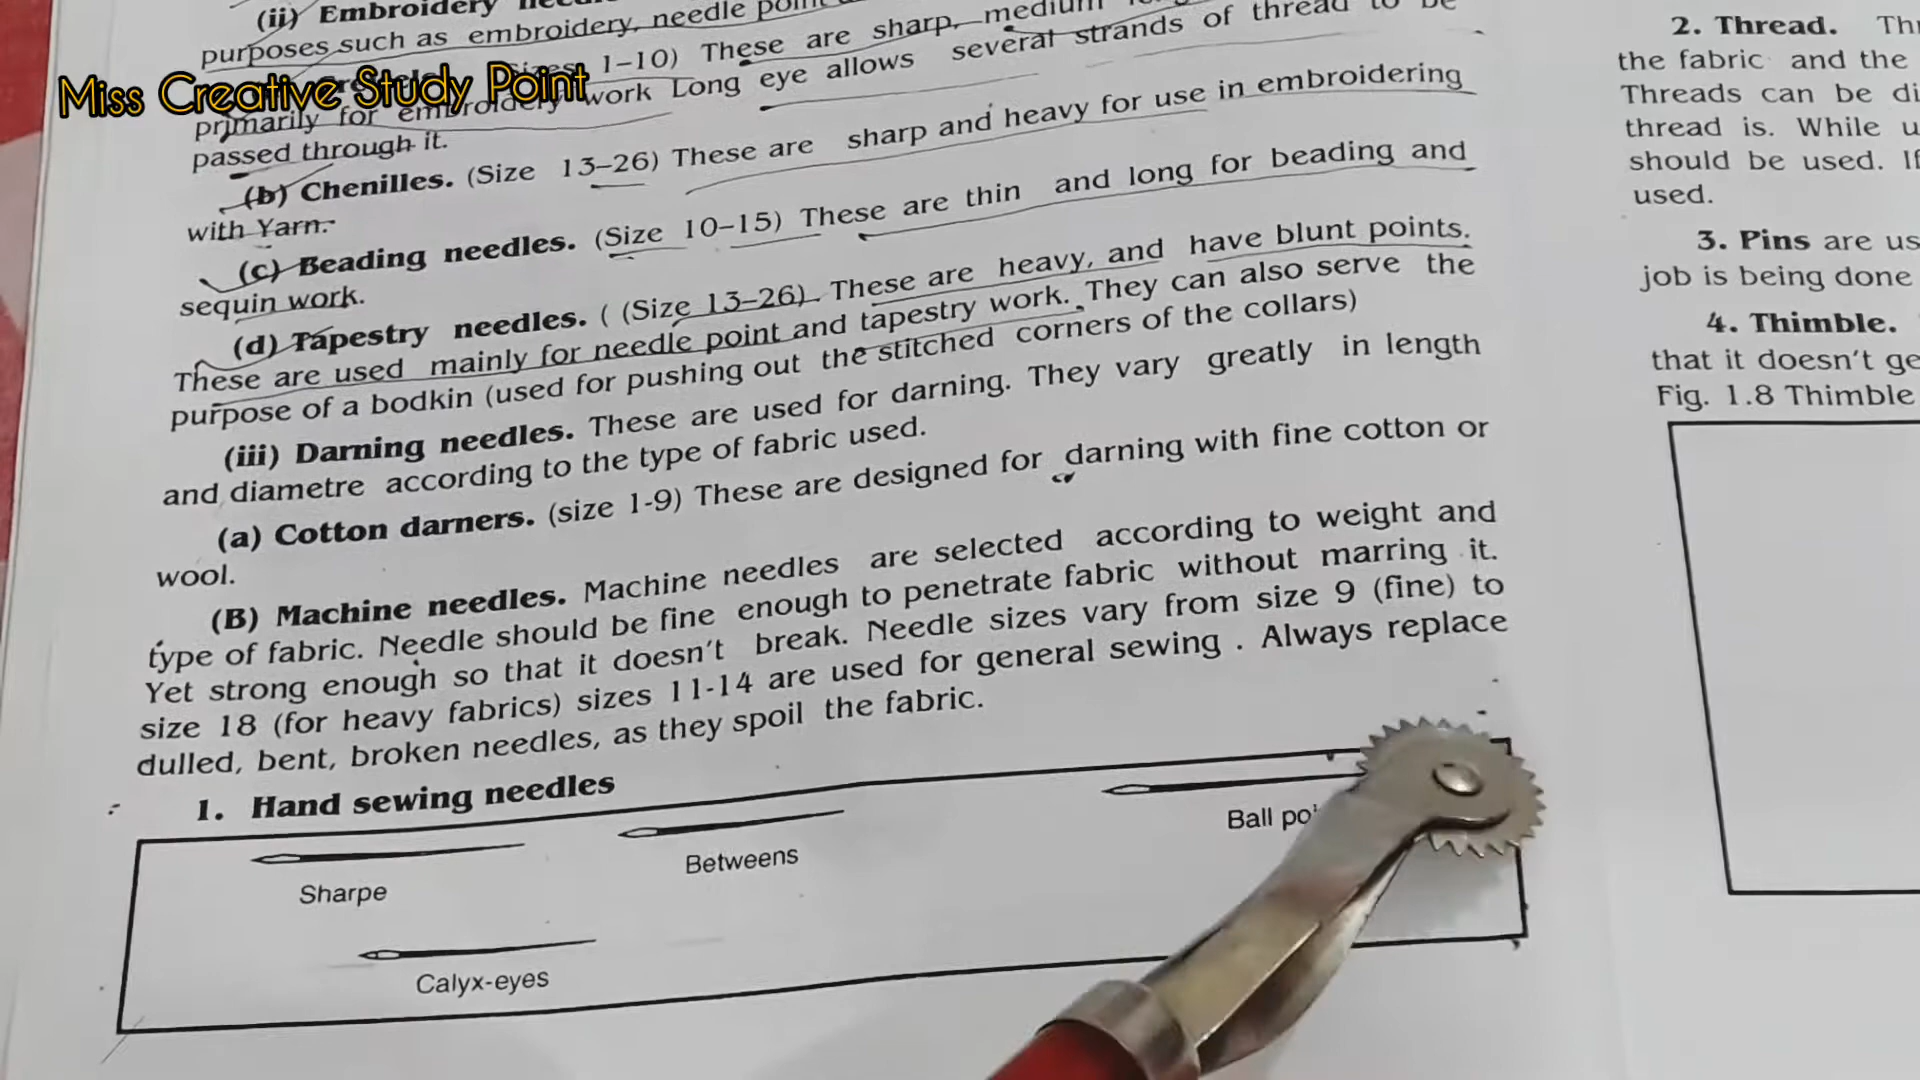 (ii) Embroidery
purposes such as embroidery, needle point
1–10) These are sharp, medium
primarily for embroidery work Long eye allows several strands of thread to be
passed through it.
Miss Creative Study Point
(b) Chenilles. (Size 13–26) These are sharp and heavy for use in embroidering
with Yarn.
(c) Beading needles. (Size 10–15) These are thin and long for beading and
sequin work.
(d) Tapestry needles. ( (Size 13–26). These are heavy, and have blunt points.
These are used mainly for needle point and tapestry work. They can also serve the
purpose of a bodkin (used for pushing out the stitched corners of the collars)
(iii) Darning needles. These are used for darning. They vary greatly in length
and diametre according to the type of fabric used.
(a) Cotton darners. (size 1-9) These are designed for darning with fine cotton or
wool.
(B) Machine needles. Machine needles are selected according to weight and
type of fabric. Needle should be fine enough to penetrate fabric without marring it.
Yet strong enough so that it doesn't break. Needle sizes vary from size 9 (fine) to
size 18 (for heavy fabrics) sizes 11-14 are used for general sewing . Always replace
dulled, bent, broken needles, as they spoil the fabric.
1. Hand sewing needles
Sharpe
Betweens
Ball
Calyx-eyes
2. Thread.
the fabric and the
Threads can be
thread is. While
should be used. If
used.
3. Pins are
job is being done
4. Thimble.
that it doesn't
Fig. 1.8 Thimble